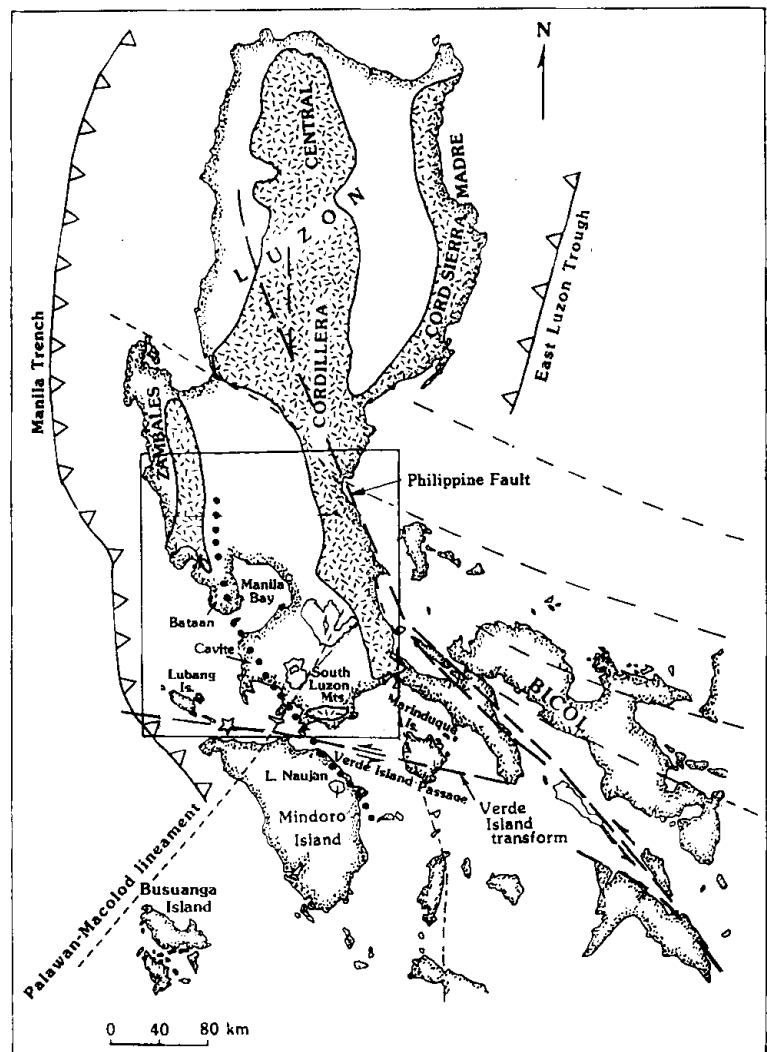 N
CENTRAL
LUZON
CORDILLERA
CORD SIERRA MADRE
East Luzon Trough
Manila Trench
ZAMBALES
Philippine Fault
Manila
Bay
Bataan
Cavite
Lubang
Is.
South
Luzon
Mts.
Marinduque
Is.
BICOL
Verde Island Passage
L. Naujan
Mindoro
Island
Verde
Island
transform
Palawan-Macolod lineament
Busuanga
Island
0 40 80 km